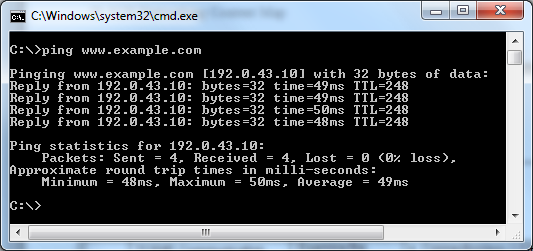 C:\Windows\system32\cmd.exe
C:\>ping www.example.com
Pinging www.example.com [192.0.43.10] with 32 bytes of data:
Reply from 192.0.43.10: bytes=32 time=49ms TTL=248
Reply from 192.0.43.10: bytes=32 time=49ms TTL=248
Reply from 192.0.43.10: bytes=32 time=50ms TTL=248
Reply from 192.0.43.10: bytes=32 time=48ms TTL=248
Ping statistics for 192.0.43.10:
    Packets: Sent = 4, Received = 4, Lost = 0 (0% loss),
Approximate round trip times in milli-seconds:
    Minimum = 48ms, Maximum = 50ms, Average = 49ms
C:\>